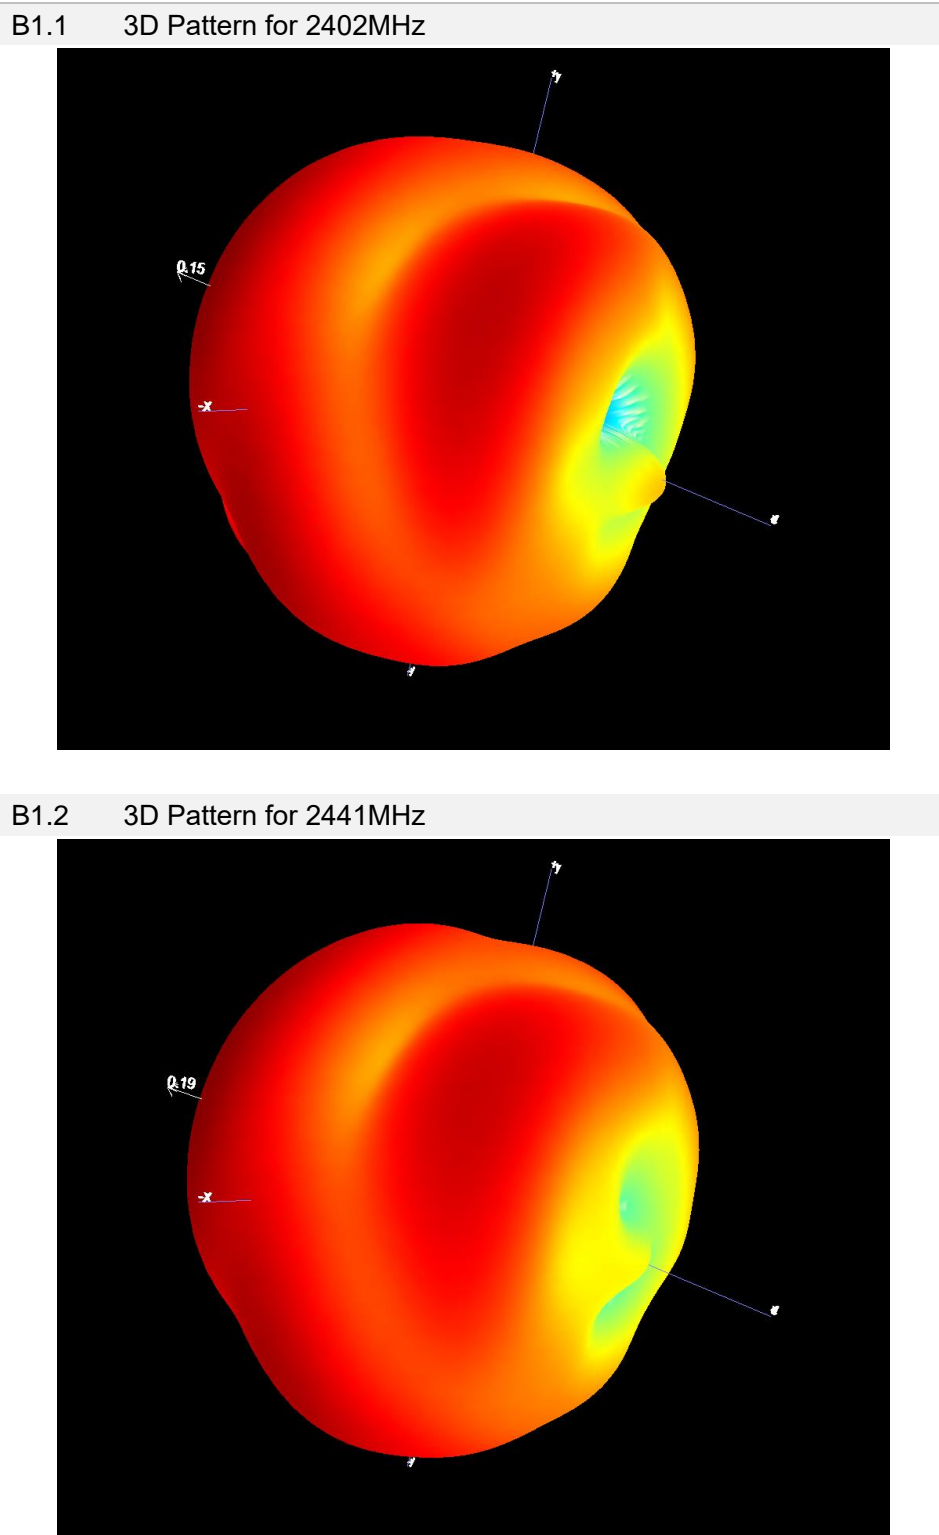 B1.1 3D Pattern for 2402MHz
+y
0.15
-x
B1.2 3D Pattern for 2441MHz
+y
0.19
-x